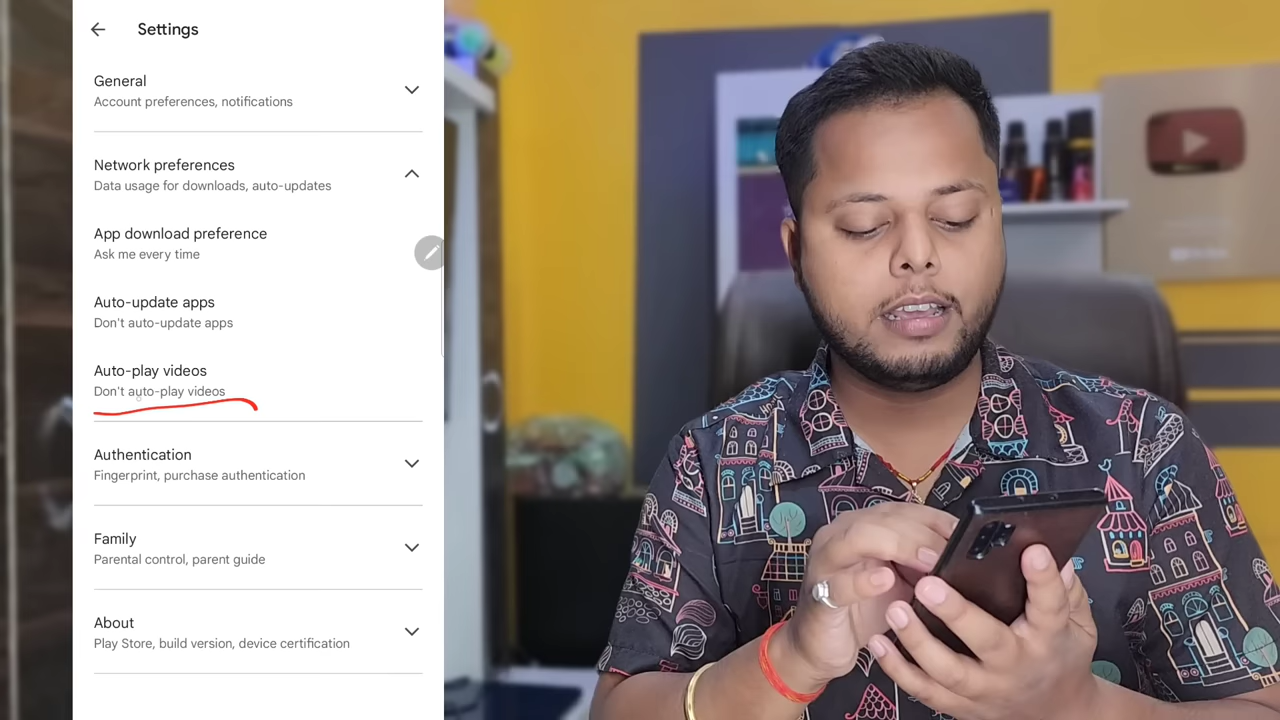 Settings
General
Account preferences, notifications
Network preferences
Data usage for downloads, auto-updates
App download preference
Ask me every time
Auto-update apps
Don't auto-update apps
Auto-play videos
Don't auto-play videos
Authentication
Fingerprint, purchase authentication
Family
Parental control, parent guide
About
Play Store, build version, device certification